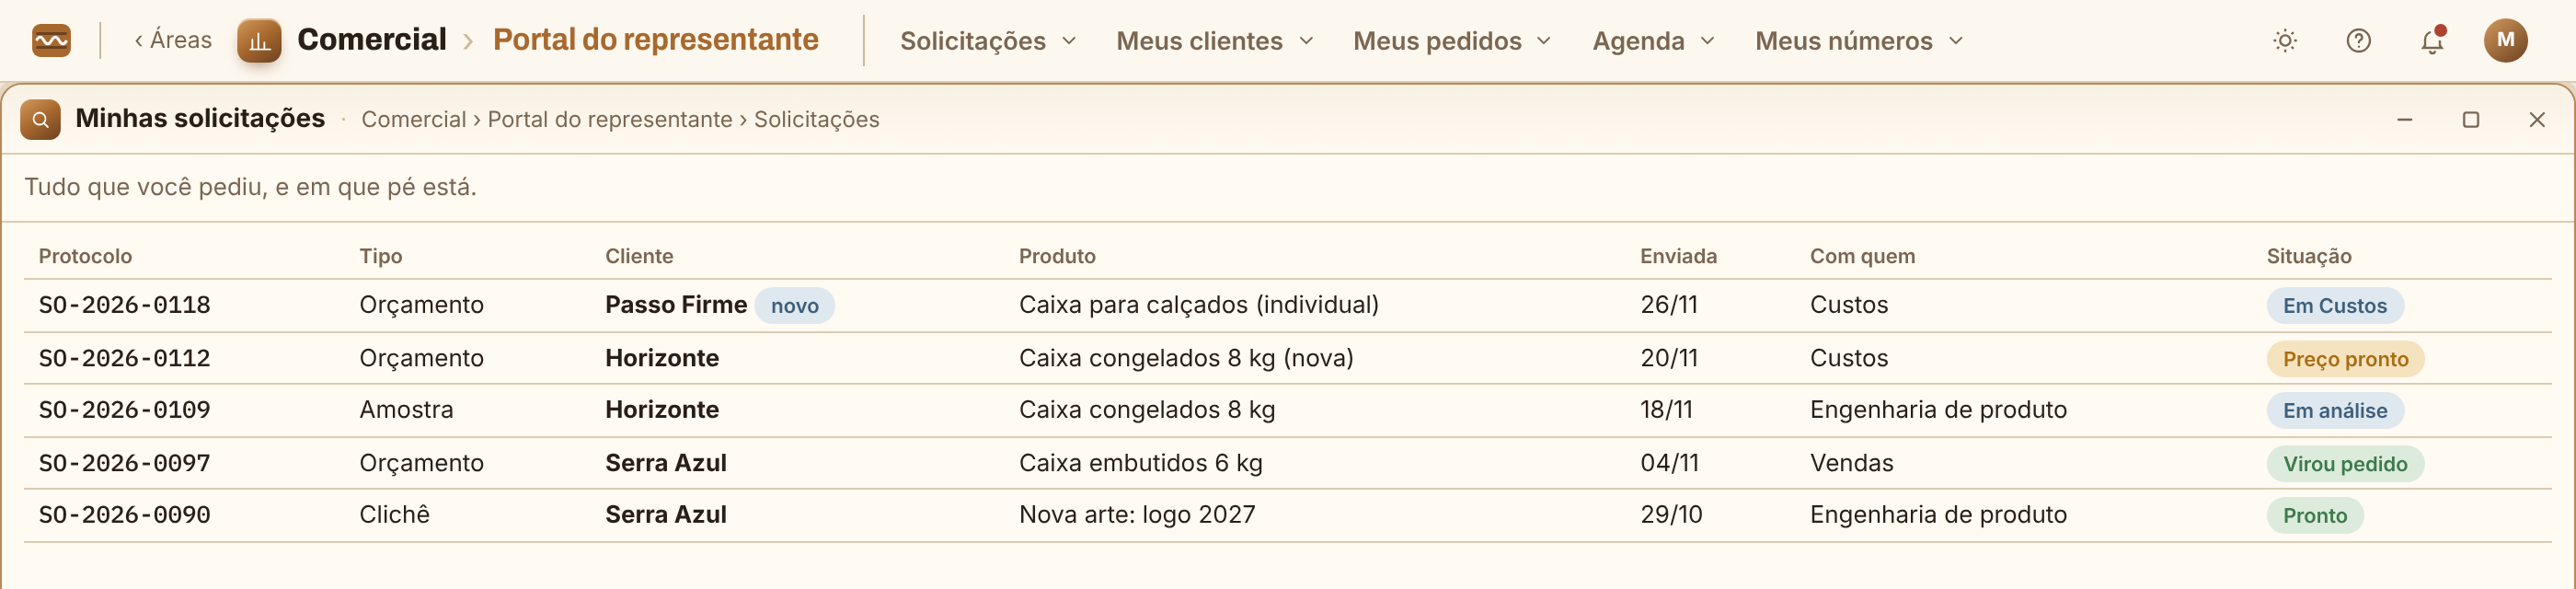 ‹ Áreas Comercial › Portal do representante Solicitações Meus clientes Meus pedidos Agenda Meus números M
Minhas solicitações · Comercial › Portal do representante › Solicitações
Tudo que você pediu, e em que pé está.
Protocolo Tipo Cliente Produto Enviada Com quem Situação
SO-2026-0118 Orçamento Passo Firme novo Caixa para calçados (individual) 26/11 Custos Em Custos
SO-2026-0112 Orçamento Horizonte Caixa congelados 8 kg (nova) 20/11 Custos Preço pronto
SO-2026-0109 Amostra Horizonte Caixa congelados 8 kg 18/11 Engenharia de produto Em análise
SO-2026-0097 Orçamento Serra Azul Caixa embutidos 6 kg 04/11 Vendas Virou pedido
SO-2026-0090 Clichê Serra Azul Nova arte: logo 2027 29/10 Engenharia de produto Pronto